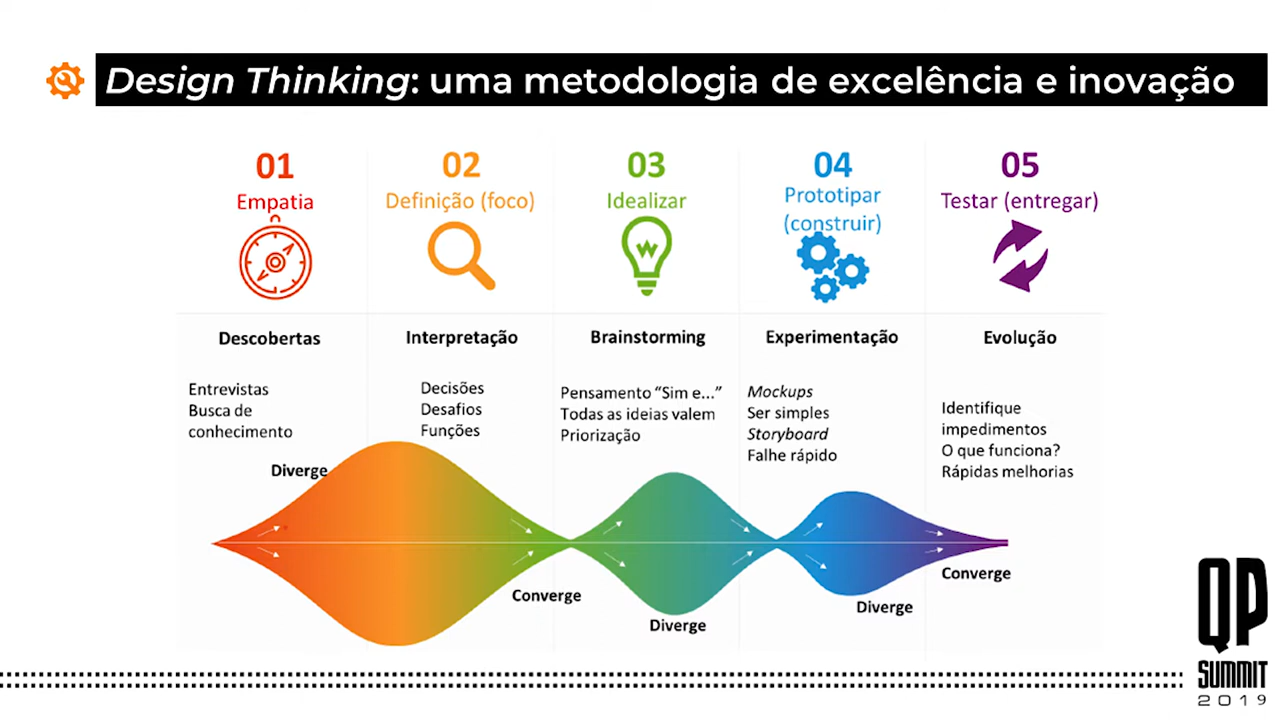 Design Thinking: uma metodologia de excelência e inovação
01
Empatia
02
Definição (foco)
03
Idealizar
04
Prototipar
(construir)
05
Testar (entregar)
Descobertas
Entrevistas
Busca de
conhecimento
Interpretação
Decisões
Desafios
Funções
Brainstorming
Pensamento “Sim e...”
Todas as ideias valem
Priorização
Experimentação
Mockups
Ser simples
Storyboard
Falhe rápido
Evolução
Identifique
impedimentos
O que funciona?
Rápidas melhorias
Diverge
Converge
Diverge
Diverge
Converge
QP
SUMMIT
2019